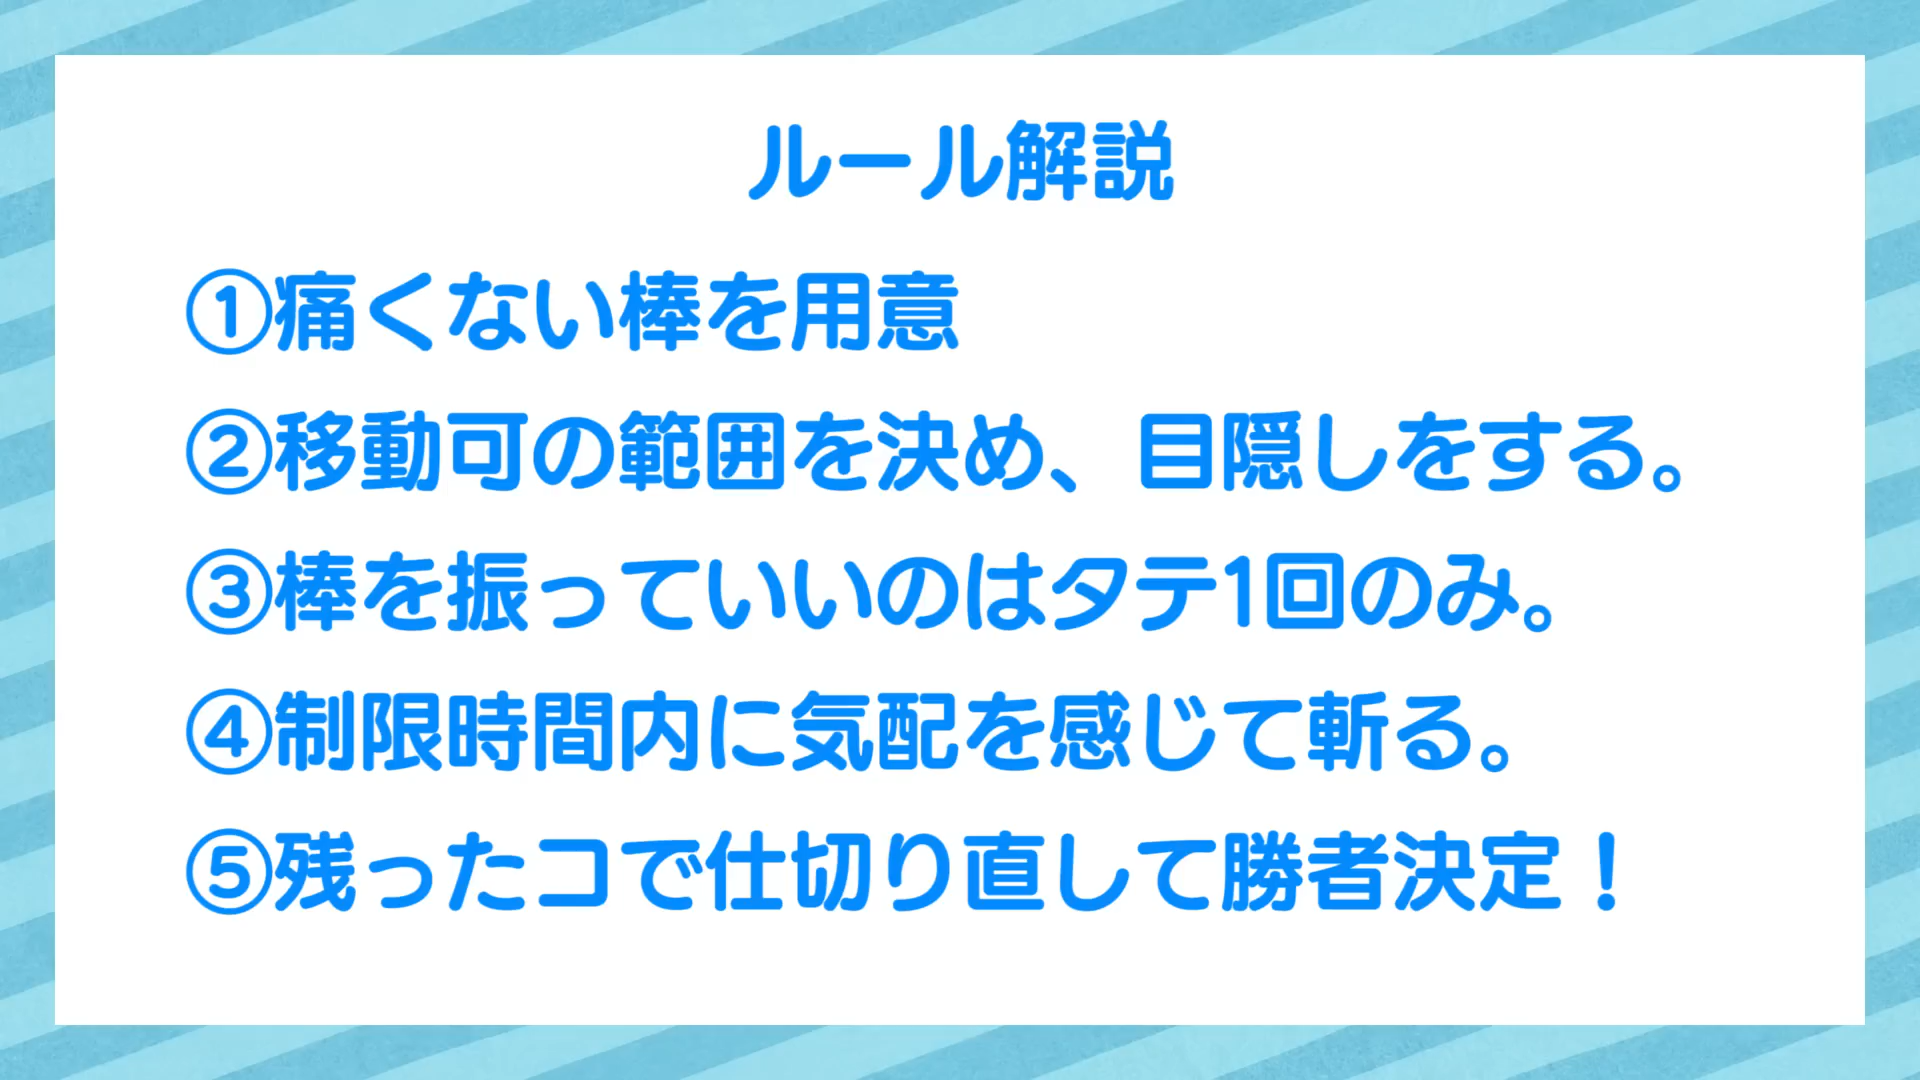 ルール解説
①痛くない棒を用意
②移動可の範囲を決め、目隠しをする。
③棒を振っていいのはタテ1回のみ。
④制限時間内に気配を感じて斬る。
⑤残ったコで仕切り直して勝者決定！